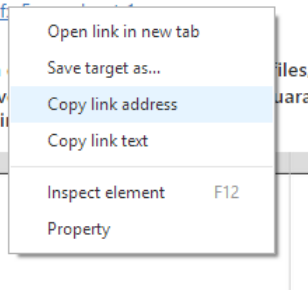 Open link in new tab
Save target as...
Copy link address
Copy link text
Inspect element F12
Property